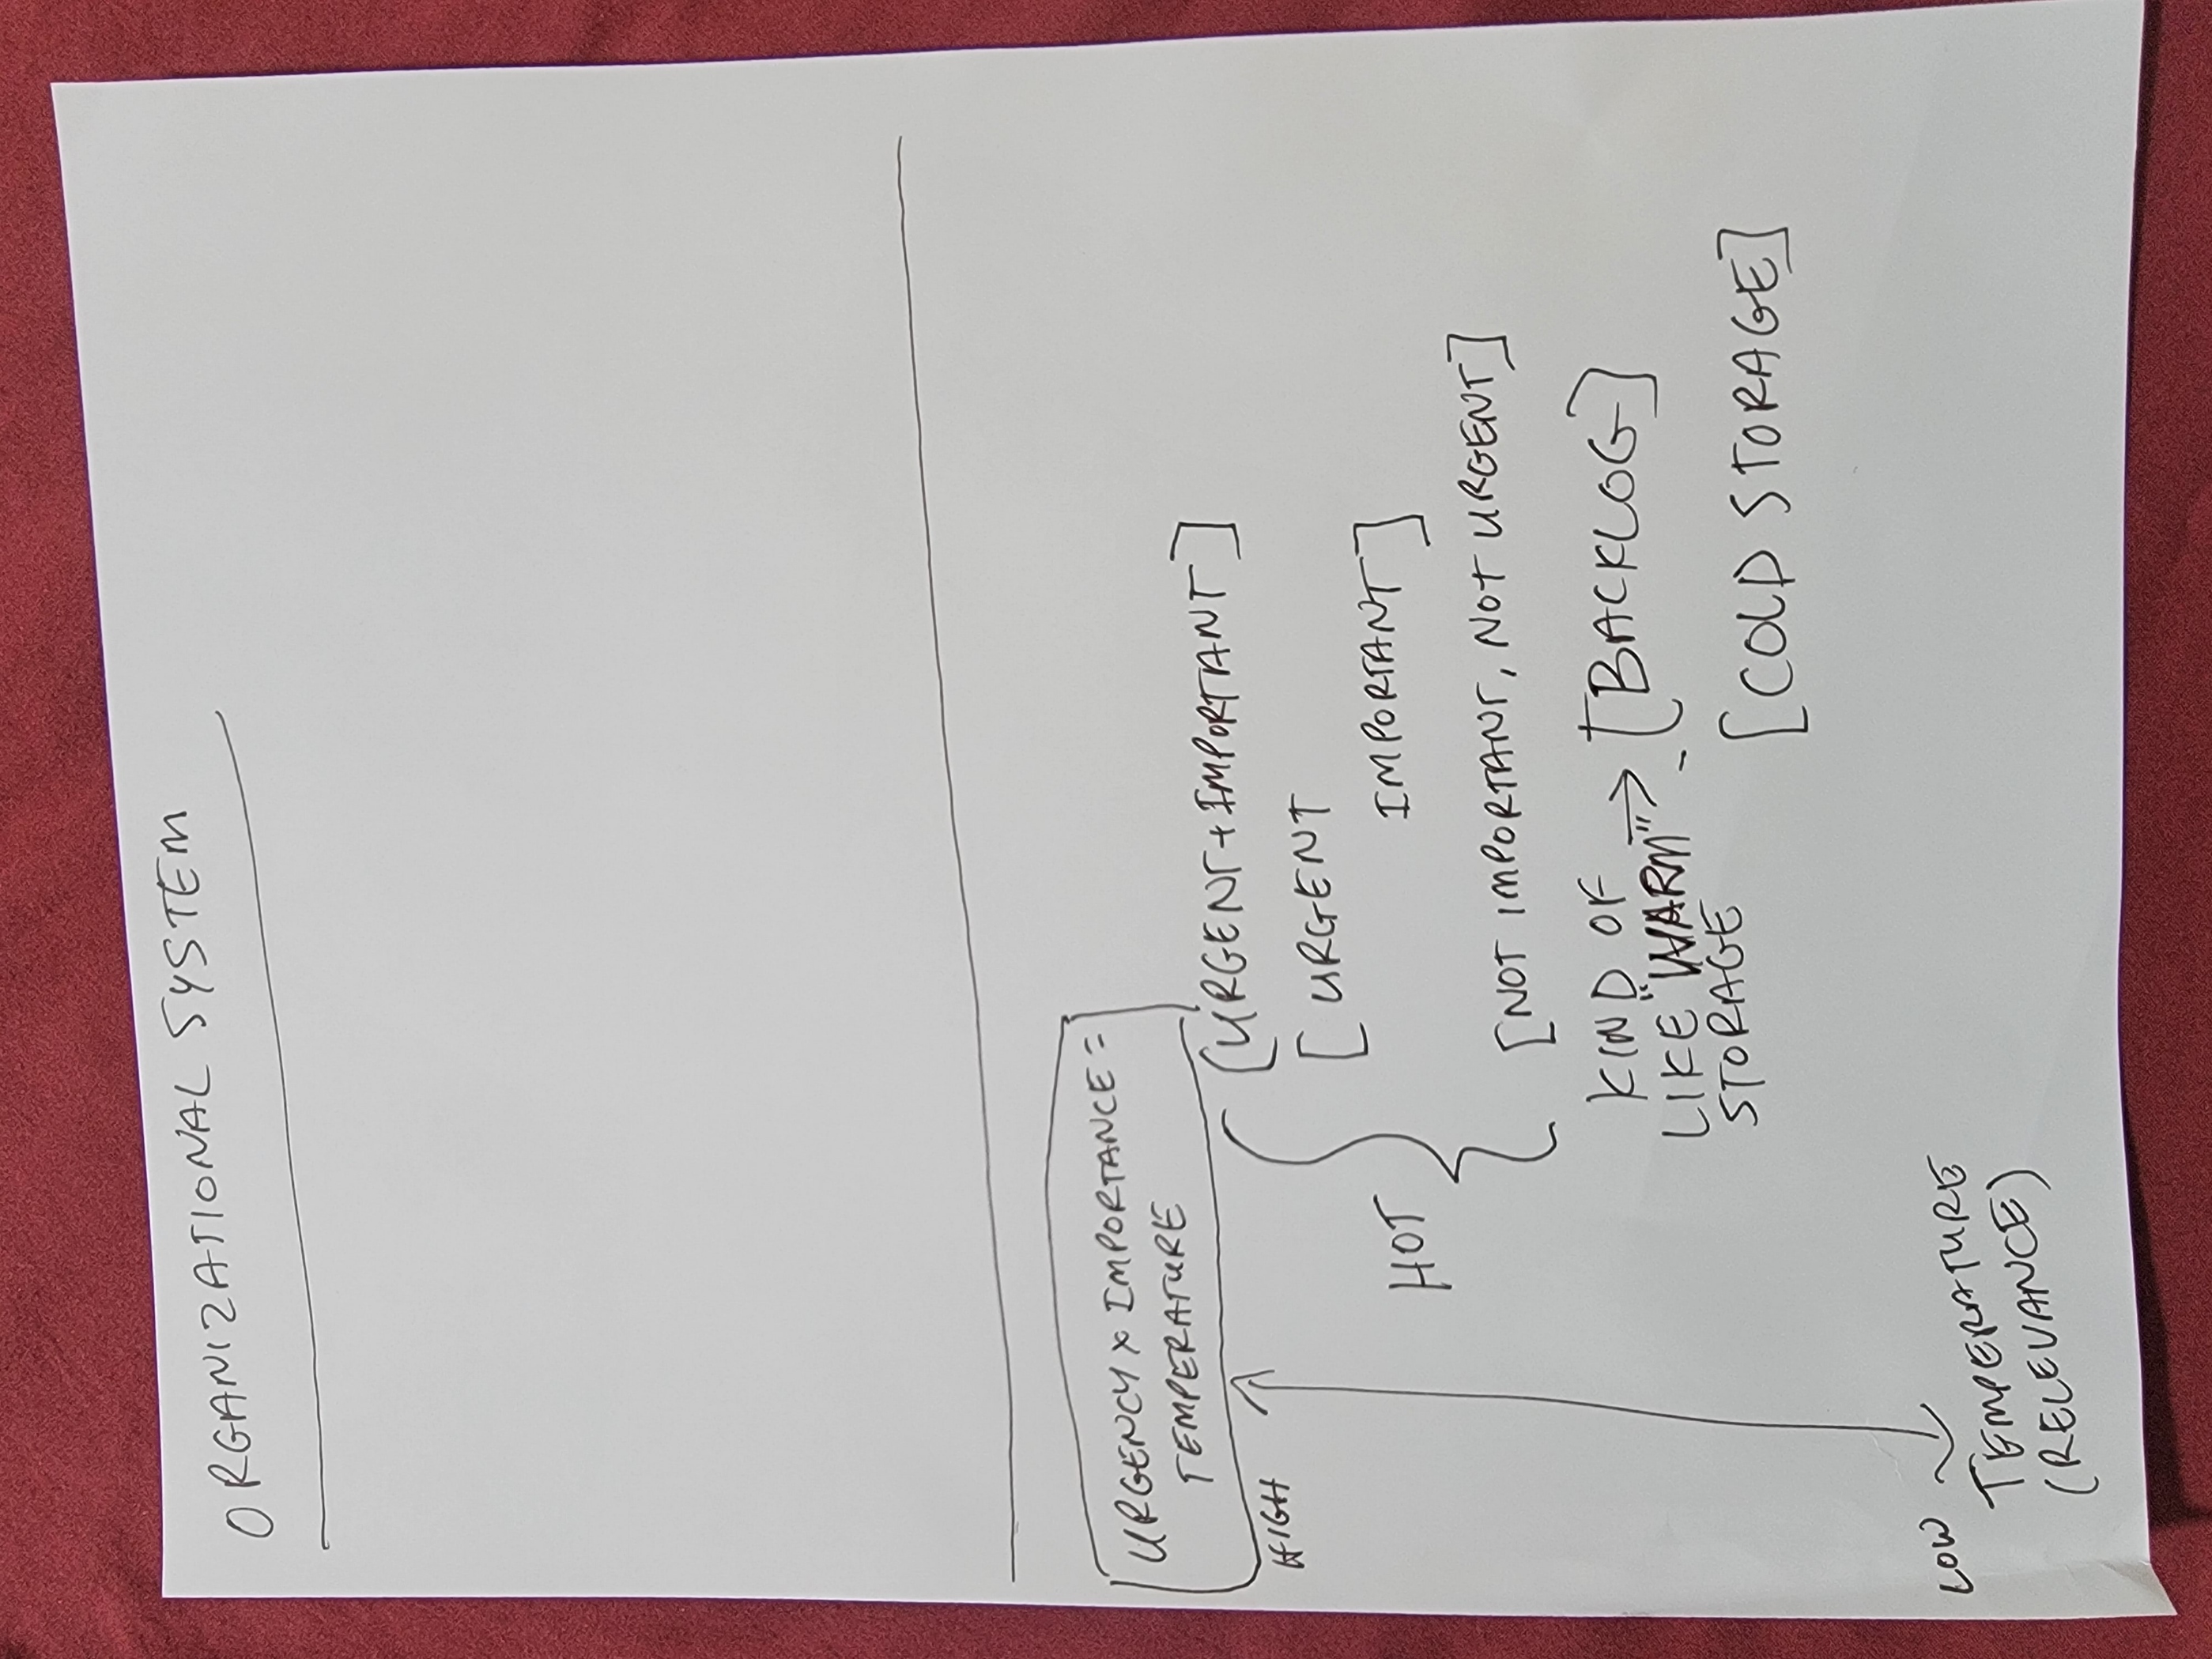 ORGANIZATIONAL SYSTEM
URGENCY X IMPORTANCE =
TEMPERATURE
HIGH
[URGENT + IMPORTANT]
[URGENT
IMPORTANT]
HOT
[NOT IMPORTANT, NOT URGENT]
KIND OF
LIKE "WARM" =>
STORAGE
[BACKLOG]
[COLD STORAGE]
LOW
TEMPERATURE
(RELEVANCE)